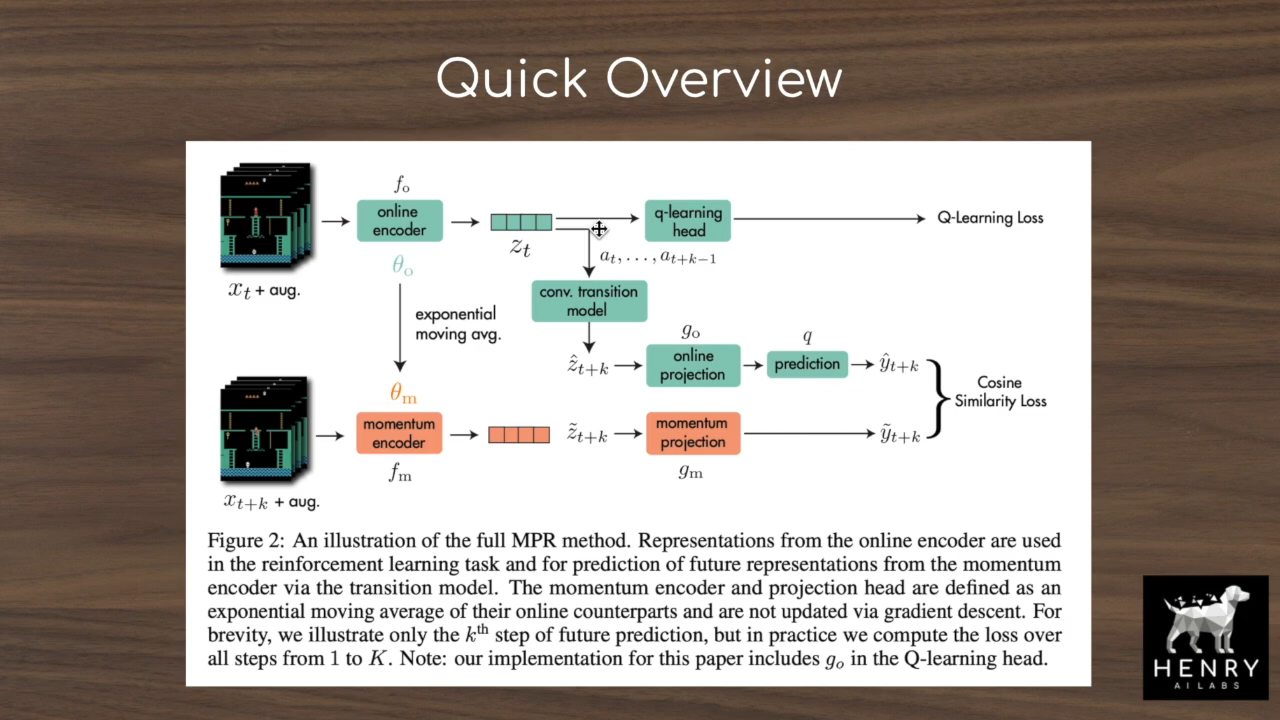 Quick Overview
f_o
online
encoder
z_t
q-learning
head
Q-Learning Loss
θ_o
x_t + aug.
a_t, . . . , a_{t+k−1}
conv. transition
model
exponential
moving avg.
g_o
q
ẑ_{t+k}
online
projection
prediction
ŷ_{t+k}
Cosine
Similarity Loss
θ_m
momentum
encoder
z̃_{t+k}
momentum
projection
ỹ_{t+k}
f_m
g_m
x_{t+k} + aug.
Figure 2: An illustration of the full MPR method. Representations from the online encoder are used
in the reinforcement learning task and for prediction of future representations from the momentum
encoder via the transition model. The momentum encoder and projection head are defined as an
exponential moving average of their online counterparts and are not updated via gradient descent. For
brevity, we illustrate only the k^th step of future prediction, but in practice we compute the loss over
all steps from 1 to K. Note: our implementation for this paper includes g_o in the Q-learning head.
HENRY
AI LABS